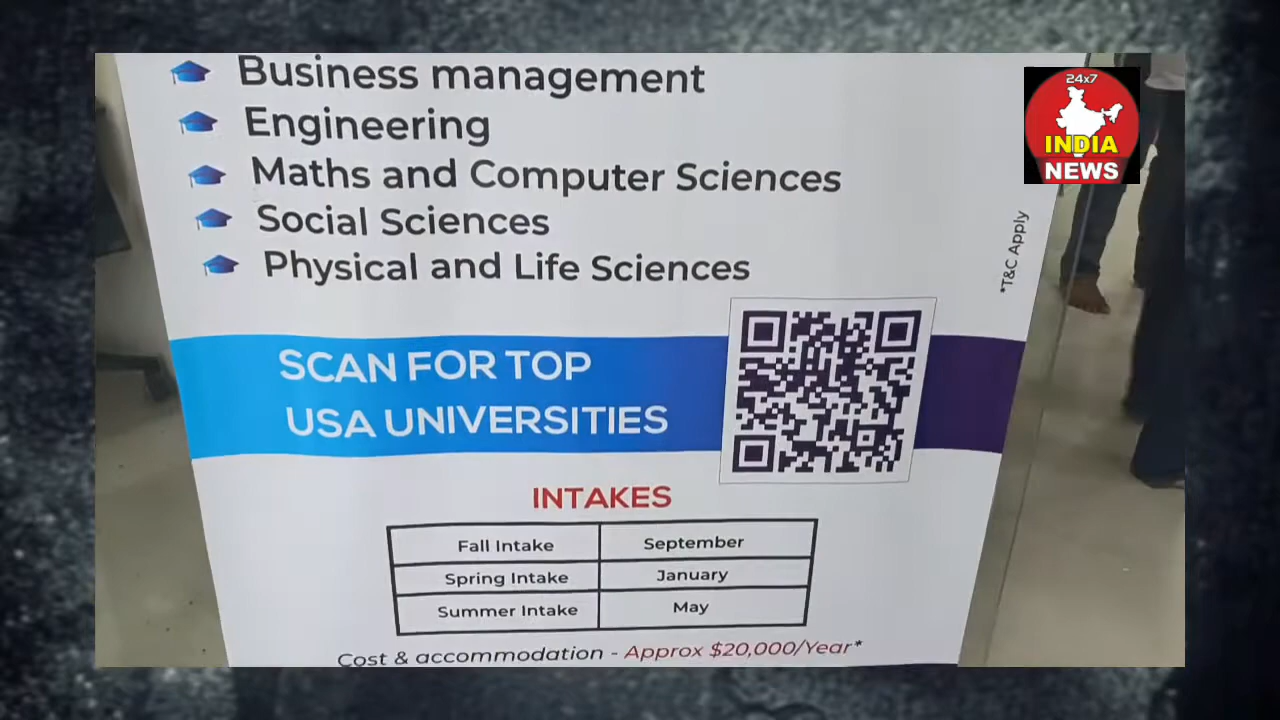 Business management
Engineering
Maths and Computer Sciences
Social Sciences
Physical and Life Sciences
*T&C Apply
SCAN FOR TOP
USA UNIVERSITIES
INTAKES
Fall Intake September
Spring Intake January
Summer Intake May
Cost & accommodation - Approx $20,000/Year*
24x7
INDIA
NEWS